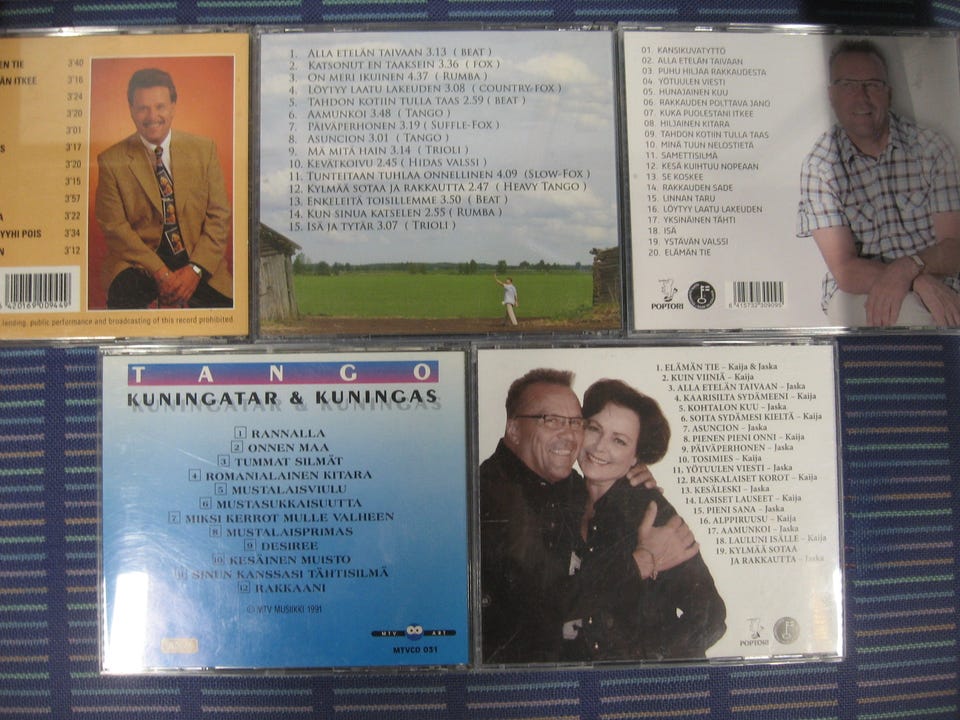 EN TIE 3'40
ÄN ITKEE 3'16
3'24
3'20
3'01
S 3'17
3'20
3'15
3'57
A 3'22
YYHI POIS 3'34
N 3'12
6 420169 009449
lending, public performance and broadcasting of this record prohibited.
1. ALLA ETELÄN TAIVAAN 3.13 ( BEAT )
2. KATSONUT EN TAAKSEIN 3.36 ( FOX )
3. ON MERI IKUINEN 4.37 ( RUMBA )
4. LÖYTYY LAATU LAKEUDEN 3.08 ( COUNTRY-FOX )
5. TAHDON KOTIIN TULLA TAAS 2.59 ( BEAT )
6. AAMUNKOI 3.48 ( TANGO )
7. PÄIVÄPERHONEN 3.19 ( SUFFLE-FOX )
8. ASUNCION 3.01 ( TANGO )
9. MÄ MITÄ HAIN 3.14 ( TRIOLI )
10. KEVÄTKOIVU 2.45 ( HIDAS VALSSI )
11. TUNTEITAAN TUHLAA ONNELLINEN 4.09 (SLOW-FOX )
12. KYLMÄÄ SOTAA JA RAKKAUTTA 2.47 ( HEAVY TANGO )
13. ENKELEITÄ TOISILLEMME 3.50 ( BEAT )
14. KUN SINUA KATSELEN 2.55 ( RUMBA )
15. ISÄ JA TYTÄR 3.07 ( TRIOLI )
01. KANSIKUVATYTTÖ
02. ALLA ETELÄN TAIVAAN
03. PUHU HILJAA RAKKAUDESTA
04. YÖTUULEN VIESTI
05. HUNAJAINEN KUU
06. RAKKAUDEN POLTTAVA JANO
07. KUKA PUOLESTANI ITKEE
08. HILJAINEN KITARA
09. TAHDON KOTIIN TULLA TAAS
10. MINÄ TUUN NELOSTIETÄ
11. SAMETTISILMÄ
12. KESÄ KUIHTUU NOPEAAN
13. SE KOSKEE
14. RAKKAUDEN SADE
15. UNNAN TARU
16. LÖYTYY LAATU LAKEUDEN
17. YKSINÄINEN TÄHTI
18. ISÄ
19. YSTÄVÄN VALSSI
20. ELÄMÄN TIE
POPTORI
6 415732 309095
TANGO
KUNINGATAR & KUNINGAS
1 RANNALLA
2 ONNEN MAA
3 TUMMAT SILMÄT
4 ROMANIALAINEN KITARA
5 MUSTALAISVIULU
6 MUSTASUKKAISUUTTA
7 MIKSI KERROT MULLE VALHEEN
8 MUSTALAISPRIMAS
9 DESIREE
10 KESÄINEN MUISTO
11 SINUN KANSSASI TÄHTISILMÄ
12 RAKKAANI
© MTV MUSIIKKI 1991
MTV ART
MTVCD 031
1. ELÄMÄN TIE – Kaija & Jaska
2. KUIN VIINIÄ – Kaija
3. ALLA ETELÄN TAIVAAN – Jaska
4. KAARISILTA SYDÄMEENI – Kaija
5. KOHTALON KUU – Jaska
6. SOITA SYDÄMESI KIELTÄ – Kaija
7. ASUNCION – Jaska
8. PIENEN PIENI ONNI – Kaija
9. PÄIVÄPERHONEN – Jaska
10. TOSIMIES – Kaija
11. YÖTUULEN VIESTI – Jaska
12. RANSKALAISET KOROT – Kaija
13. KESÄLESKI – Jaska
14. LASISET LAUSEET – Kaija
15. PIENI SANA – Jaska
16. ALPPIRUUSU – Kaija
17. AAMUNKOI – Jaska
18. LAULUNI ISÄLLE – Kaija
19. KYLMÄÄ SOTAA
JA RAKKAUTTA – Jaska
POPTORI